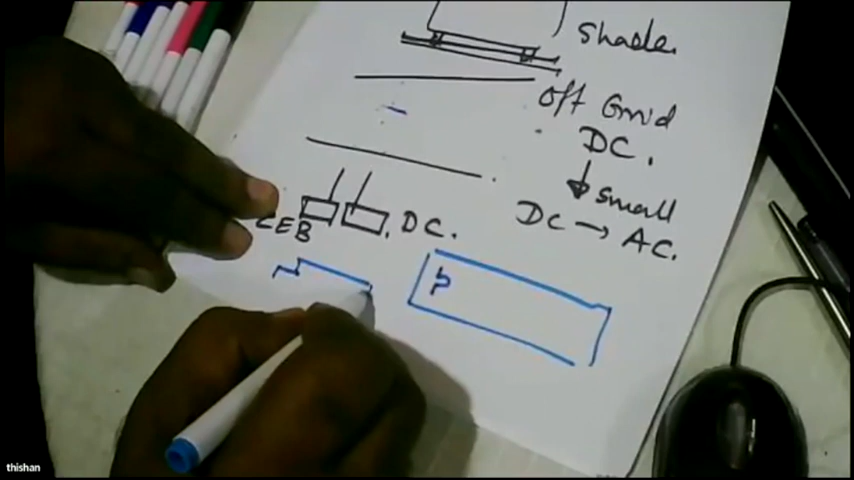 Shade.
Off Grid
DC.
Small
DC → AC.
CEB
DC.
thishan